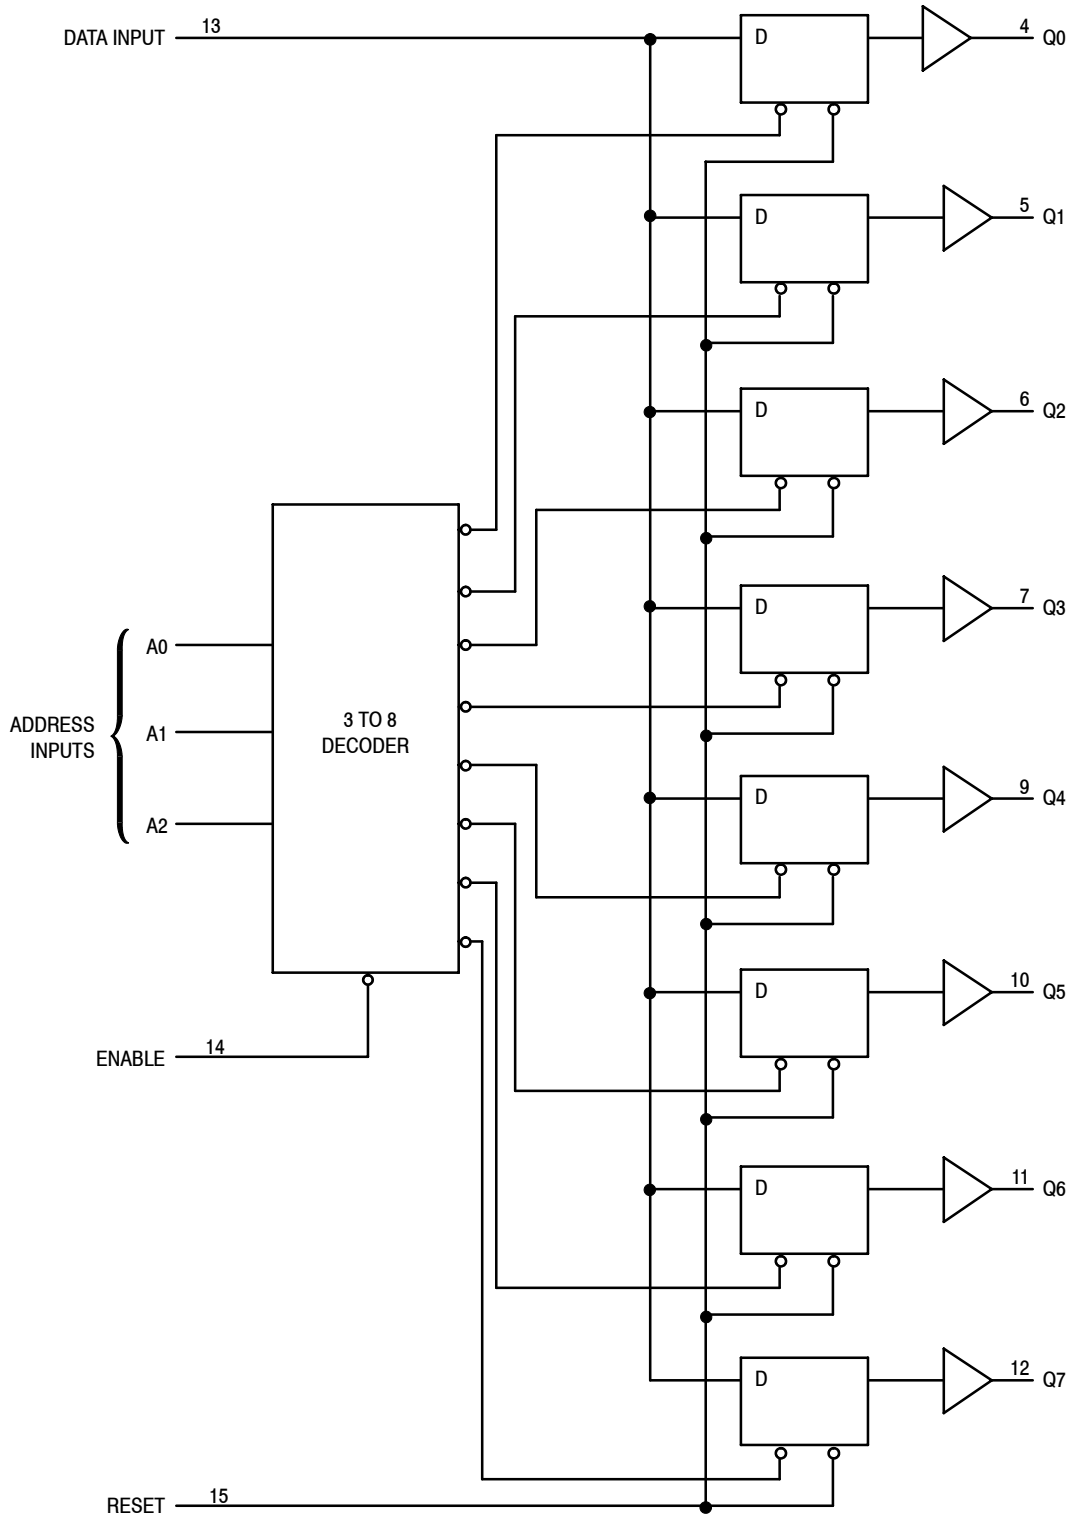 DATA INPUT 13
D 4 Q0
D 5 Q1
D 6 Q2
D 7 Q3
A0
ADDRESS
INPUTS
A1
A2
3 TO 8
DECODER
D 9 Q4
D 10 Q5
ENABLE 14
D 11 Q6
D 12 Q7
RESET 15